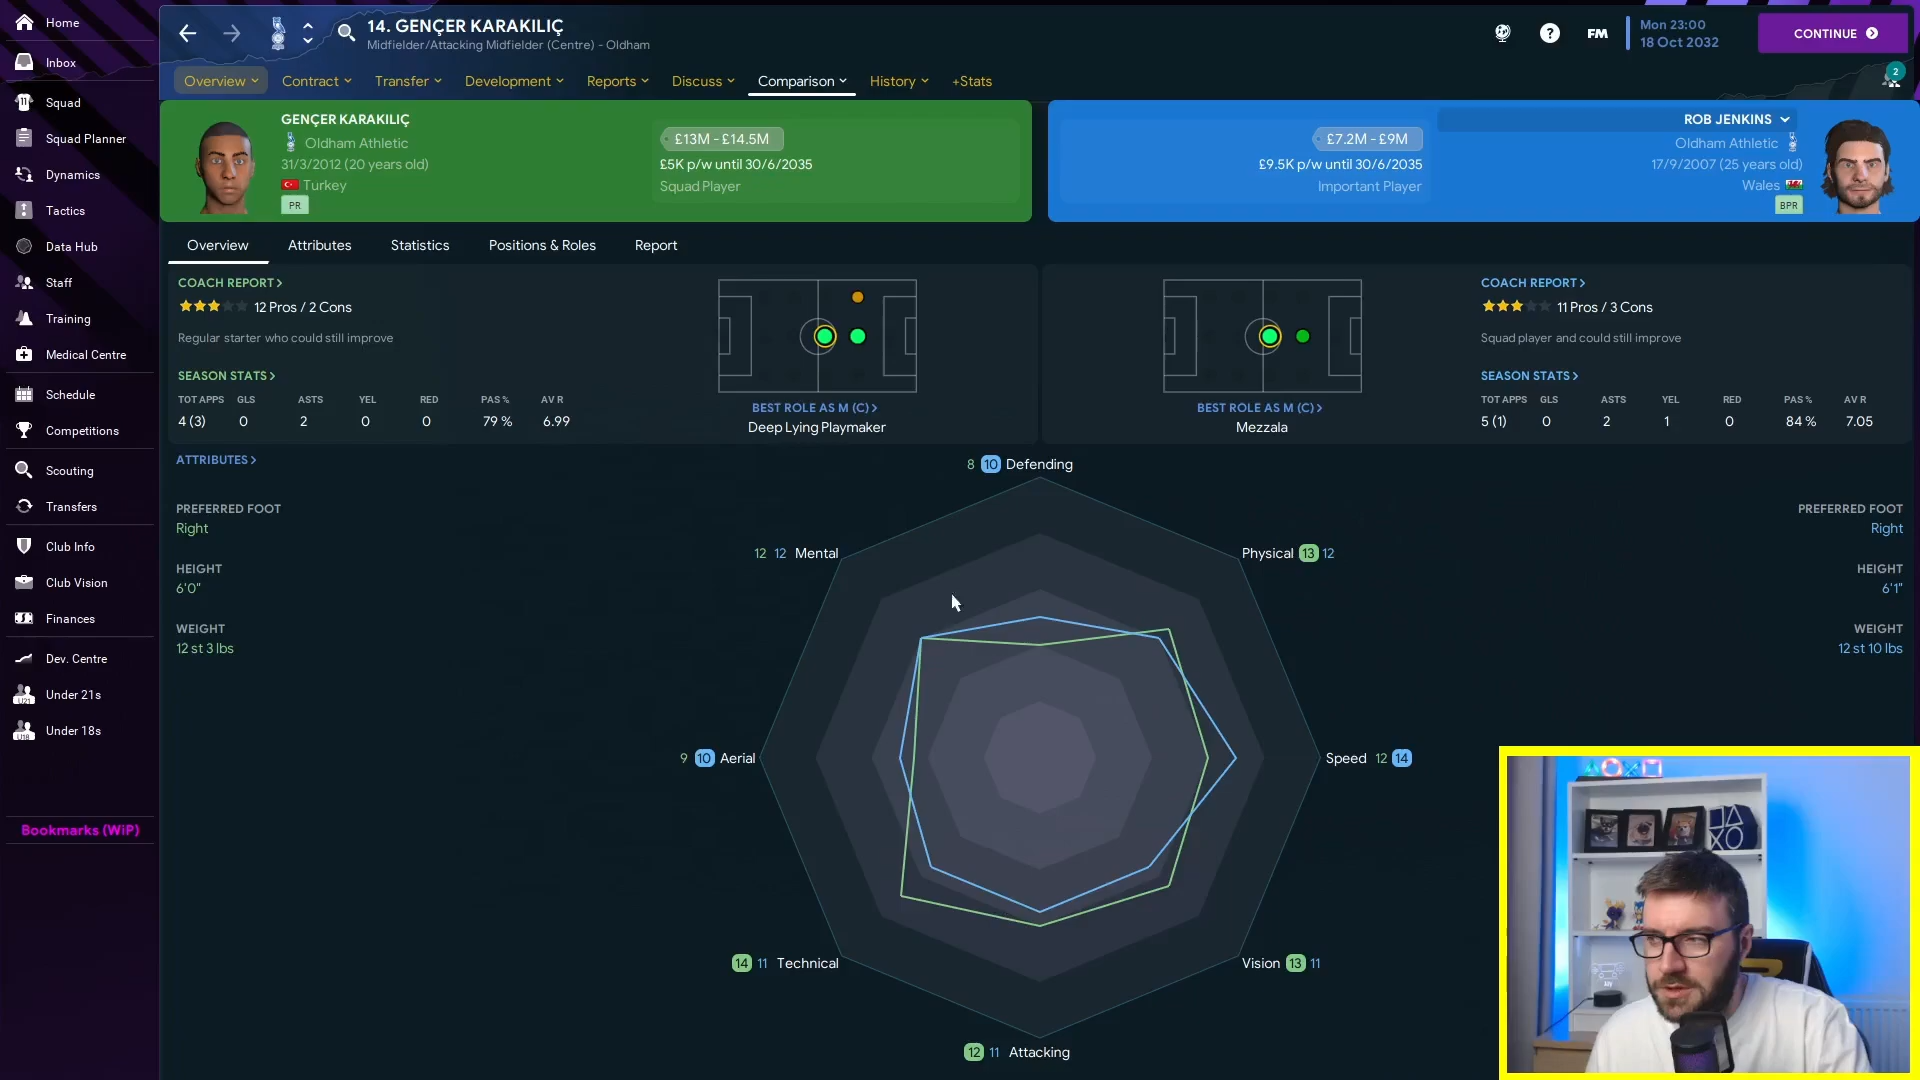 Home
Inbox
Squad
Squad Planner
Dynamics
Tactics
Data Hub
Staff
Training
Medical Centre
Schedule
Competitions
Scouting
Transfers
Club Info
Club Vision
Finances
Dev. Centre
Under 21s
Under 18s
Bookmarks (WiP)
14. GENÇER KARAKILIÇ
Midfielder/Attacking Midfielder (Centre) - Oldham
FM
Mon 23:00
18 Oct 2032
CONTINUE
Overview
Contract
Transfer
Development
Reports
Discuss
Comparison
History
+Stats
2
GENÇER KARAKILIÇ
Oldham Athletic
31/3/2012 (20 years old)
Turkey
PR
£13M - £14.5M
£5K p/w until 30/6/2035
Squad Player
£7.2M - £9M
£9.5K p/w until 30/6/2035
Important Player
ROB JENKINS
Oldham Athletic
17/9/2007 (25 years old)
Wales
BPR
Overview
Attributes
Statistics
Positions & Roles
Report
COACH REPORT
12 Pros / 2 Cons
Regular starter who could still improve
SEASON STATS
TOT APPS GLS ASTS YEL RED PAS % AV R
4 (3) 0 2 0 0 79 % 6.99
BEST ROLE AS M (C)
Deep Lying Playmaker
BEST ROLE AS M (C)
Mezzala
COACH REPORT
11 Pros / 3 Cons
Squad player and could still improve
SEASON STATS
TOT APPS GLS ASTS YEL RED PAS % AV R
5 (1) 0 2 1 0 84 % 7.05
ATTRIBUTES
PREFERRED FOOT
Right
HEIGHT
6'0"
WEIGHT
12 st 3 lbs
8 10 Defending
12 12 Mental
Physical 13 12
9 10 Aerial
Speed 12 14
14 11 Technical
Vision 13 11
12 11 Attacking
PREFERRED FOOT
Right
HEIGHT
6'1"
WEIGHT
12 st 10 lbs